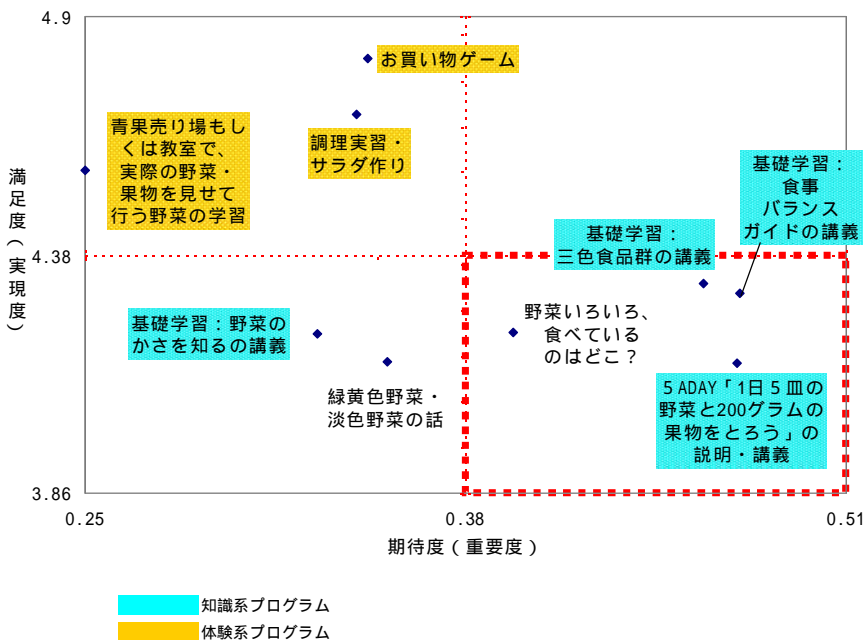 4.9
お買い物ゲーム
青果売り場もし
くは教室で、
実際の野菜・
果物を見せて
行う野菜の学習
調理実習・
サラダ作り
基礎学習：
食事
バランス
ガイドの講義
満足度（実現度）
4.38
基礎学習：
三色食品群の講義
基礎学習：野菜の
かさを知るの講義
野菜いろいろ、
食べている
のはどこ？
緑黄色野菜・
淡色野菜の話
５ADAY「1日５皿の
野菜と200グラムの
果物をとろう」の
説明・講義
3.86
0.25
0.38
0.51
期待度（重要度）
知識系プログラム
体験系プログラム